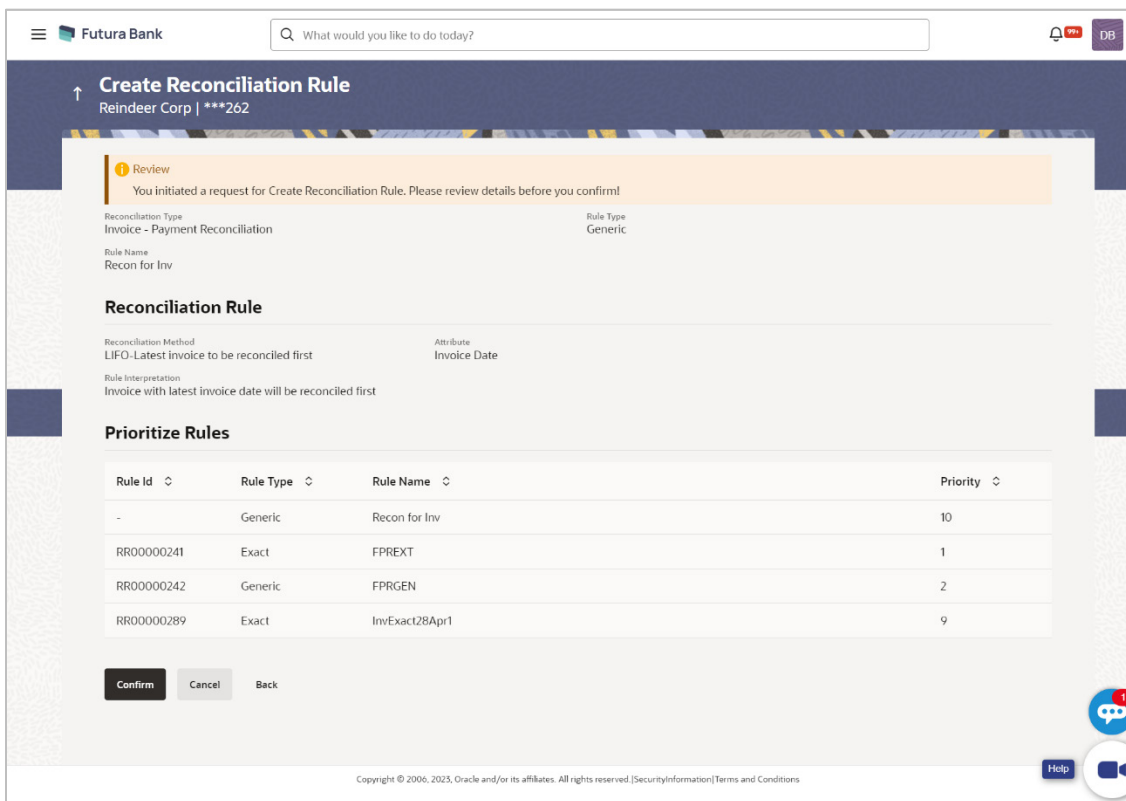 Futura Bank
What would you like to do today?
99+
DB
Create Reconciliation Rule
Reindeer Corp | ***262
Review
You initiated a request for Create Reconciliation Rule. Please review details before you confirm!
Reconciliation Type
Invoice - Payment Reconciliation
Rule Type
Generic
Rule Name
Recon for Inv
Reconciliation Rule
Reconciliation Method
LIFO-Latest invoice to be reconciled first
Attribute
Invoice Date
Rule Interpretation
Invoice with latest invoice date will be reconciled first
Prioritize Rules
Rule Id Rule Type Rule Name Priority
- Generic Recon for Inv 10
RR00000241 Exact FPREXT 1
RR00000242 Generic FPRGEN 2
RR00000289 Exact InvExact28Apr1 9
Confirm Cancel Back
1
Help
Copyright © 2006, 2023, Oracle and/or its affiliates. All rights reserved.|SecurityInformation|Terms and Conditions